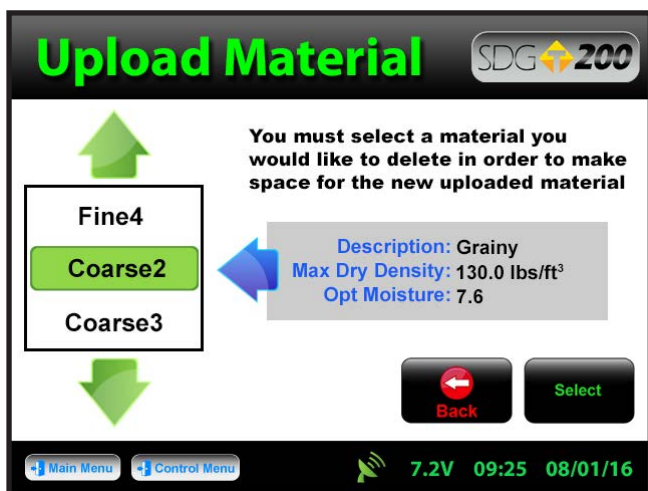 Upload Material
SDG 200
You must select a material you
would like to delete in order to make
space for the new uploaded material
Fine4
Coarse2
Coarse3
Description: Grainy
Max Dry Density: 130.0 lbs/ft³
Opt Moisture: 7.6
Back
Select
Main Menu
Control Menu
7.2V 09:25 08/01/16